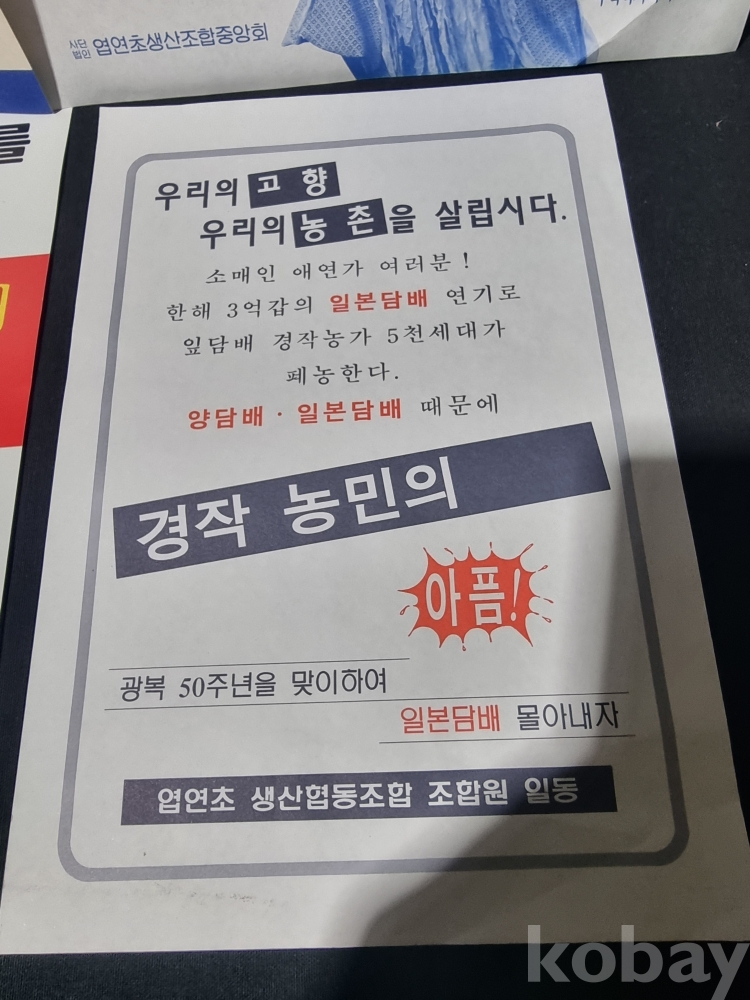 사단
법인 엽연초생산조합중앙회
를
우리의 고향
우리의 농촌을 살립시다.
소매인 애연가 여러분!
한해 3억갑의 일본담배 연기로
잎담배 경작농가 5천세대가
폐농한다.
양담배 · 일본담배 때문에
경작 농민의
아픔!
광복 50주년을 맞이하여
일본담배 몰아내자
엽연초 생산협동조합 조합원 일동
kobay